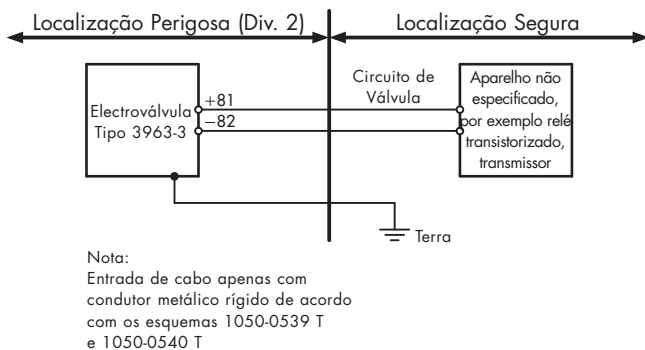 Localização Perigosa (Div. 2)
Localização Segura
Electroválvula
Tipo 3963-3
+81
−82
Circuito de
Válvula
Aparelho não
especificado,
por exemplo relé
transistorizado,
transmissor
Terra
Nota:
Entrada de cabo apenas com
condutor metálico rígido de acordo
com os esquemas 1050-0539 T
e 1050-0540 T